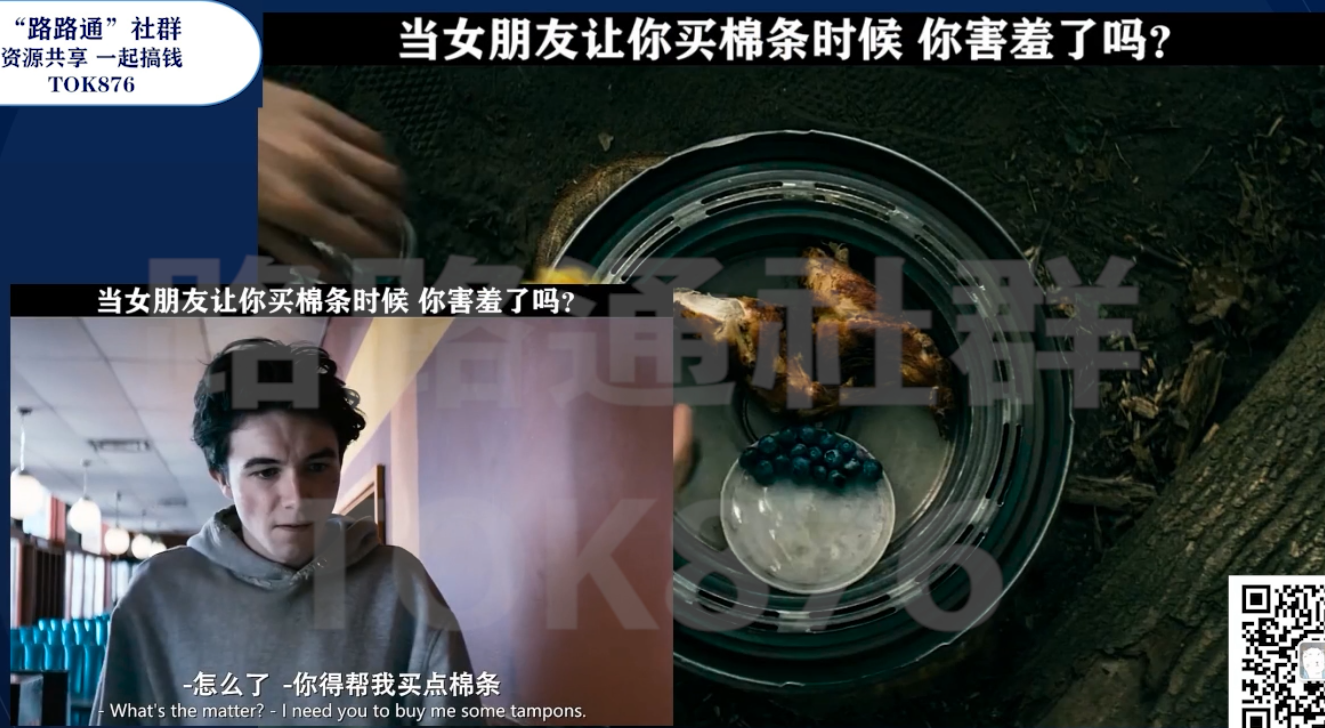 “路路通”社群
资源共享 一起搞钱
TOK876
当女朋友让你买棉条时候 你害羞了吗?
路路通社群
当女朋友让你买棉条时候 你害羞了吗?
TOK876
-怎么了 -你得帮我买点棉条
- What's the matter? - I need you to buy me some tampons.